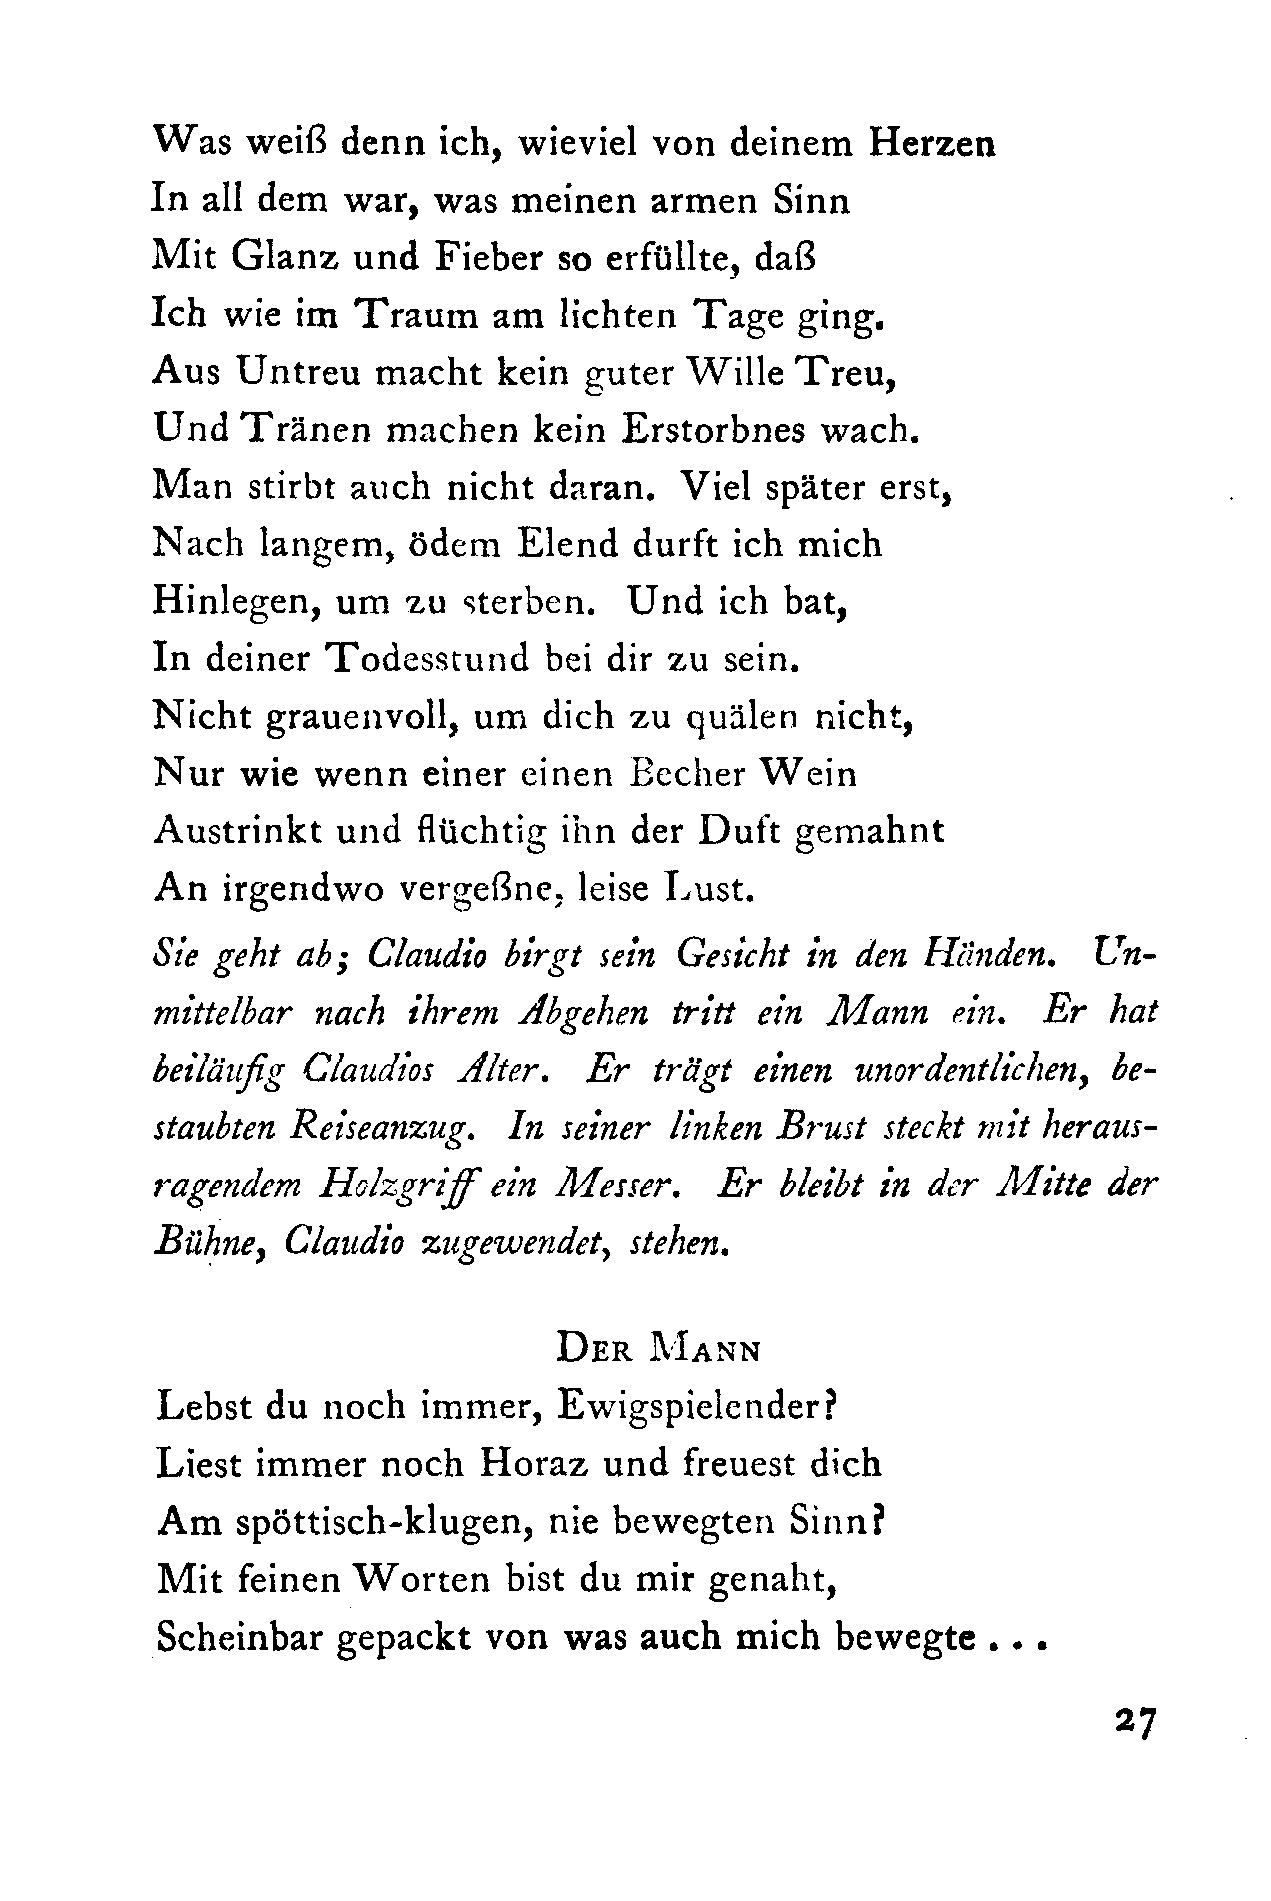 Was weiß denn ich, wieviel von deinem Herzen
In all dem war, was meinen armen Sinn
Mit Glanz und Fieber so erfüllte, daß
Ich wie im Traum am lichten Tage ging.
Aus Untreu macht kein guter Wille Treu,
Und Tränen machen kein Erstorbnes wach.
Man stirbt auch nicht daran. Viel später erst,
Nach langem, ödem Elend durft ich mich
Hinlegen, um zu sterben. Und ich bat,
In deiner Todesstund bei dir zu sein.
Nicht grauenvoll, um dich zu quälen nicht,
Nur wie wenn einer einen Becher Wein
Austrinkt und flüchtig ihn der Duft gemahnt
An irgendwo vergeßne, leise Lust.
Sie geht ab; Claudio birgt sein Gesicht in den Händen. Un-
mittelbar nach ihrem Abgehen tritt ein Mann ein. Er hat
beiläufig Claudios Alter. Er trägt einen unordentlichen, be-
staubten Reiseanzug. In seiner linken Brust steckt mit heraus-
ragendem Holzgriff ein Messer. Er bleibt in der Mitte der
Bühne, Claudio zugewendet, stehen.
DER MANN
Lebst du noch immer, Ewigspielender?
Liest immer noch Horaz und freuest dich
Am spöttisch-klugen, nie bewegten Sinn?
Mit feinen Worten bist du mir genaht,
Scheinbar gepackt von was auch mich bewegte . . .
27